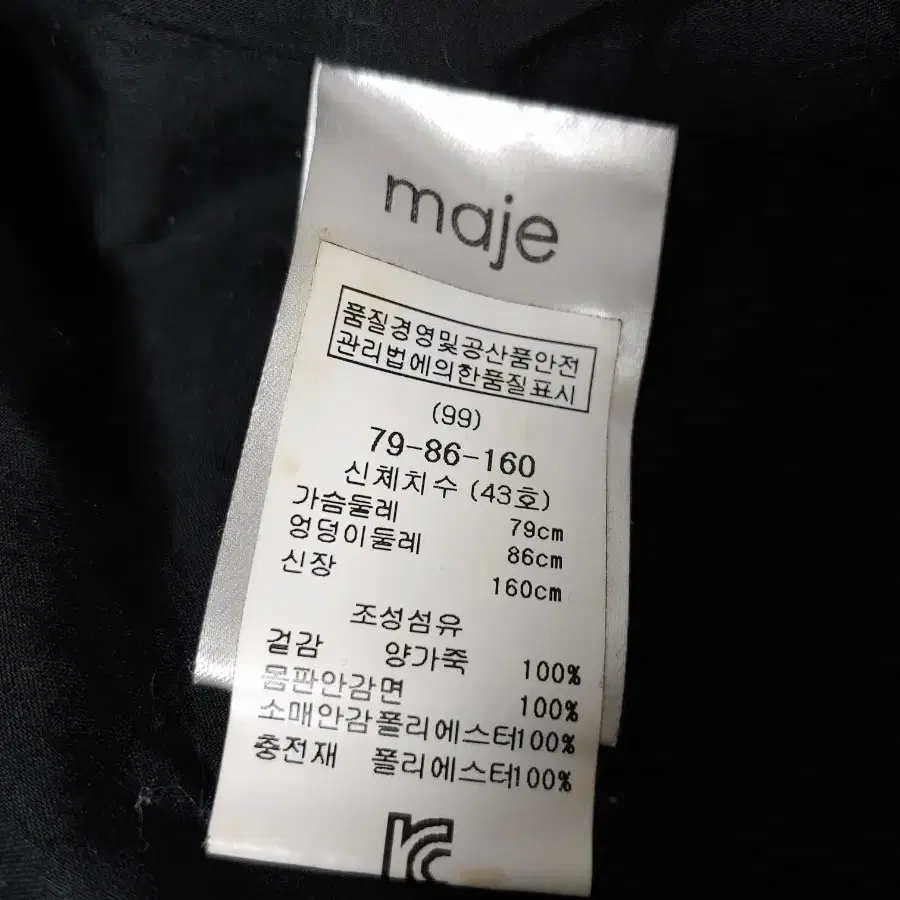 maje
품질경영및공산품안전
관리법에의한품질표시
(99)
79-86-160
신체치수 (43호)
가슴둘레 79cm
엉덩이둘레 86cm
신장 160cm
조성섬유
겉감 양가죽 100%
몸판안감면 100%
소매안감폴리에스터100%
충전재 폴리에스터100%